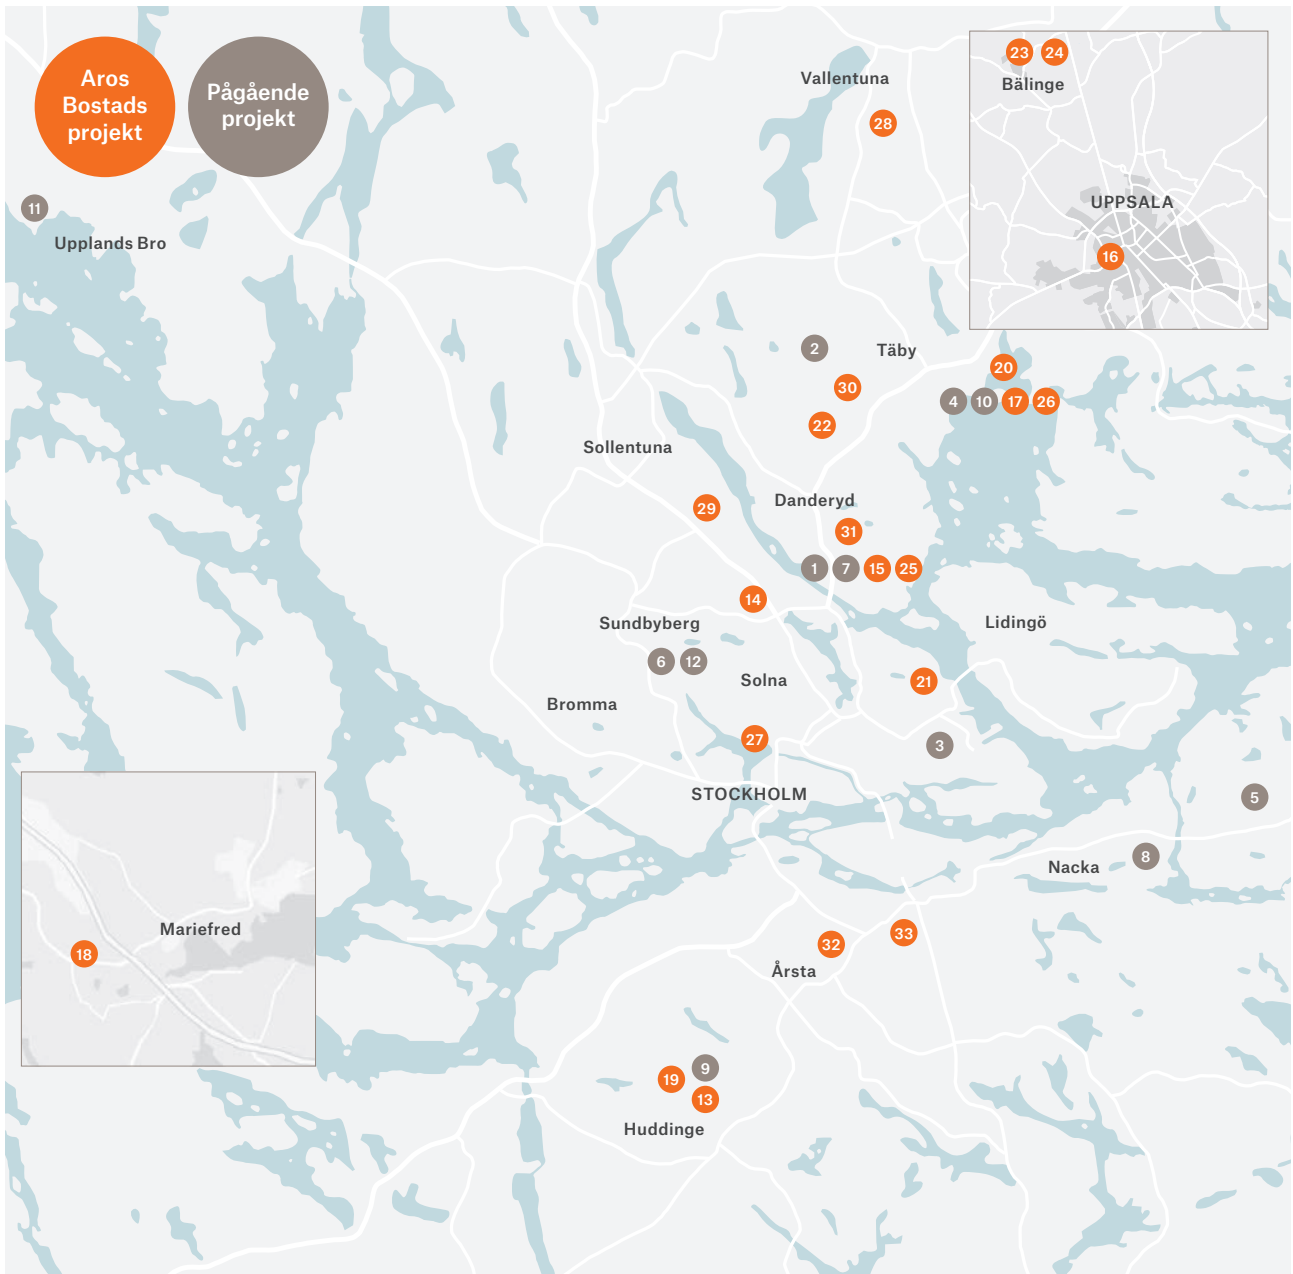 Aros
Bostads
projekt
Pågående
projekt
Vallentuna
28
23 24
Bälinge
UPPSALA
16
11
Upplands Bro
2
Täby
30
22
20
4 10 17 26
Sollentuna
29
Danderyd
31
1 7 15 25
14
Sundbyberg
6 12
Lidingö
Solna
21
Bromma
27
3
STOCKHOLM
5
Nacka
8
Mariefred
18
32
33
Årsta
19
9
13
Huddinge